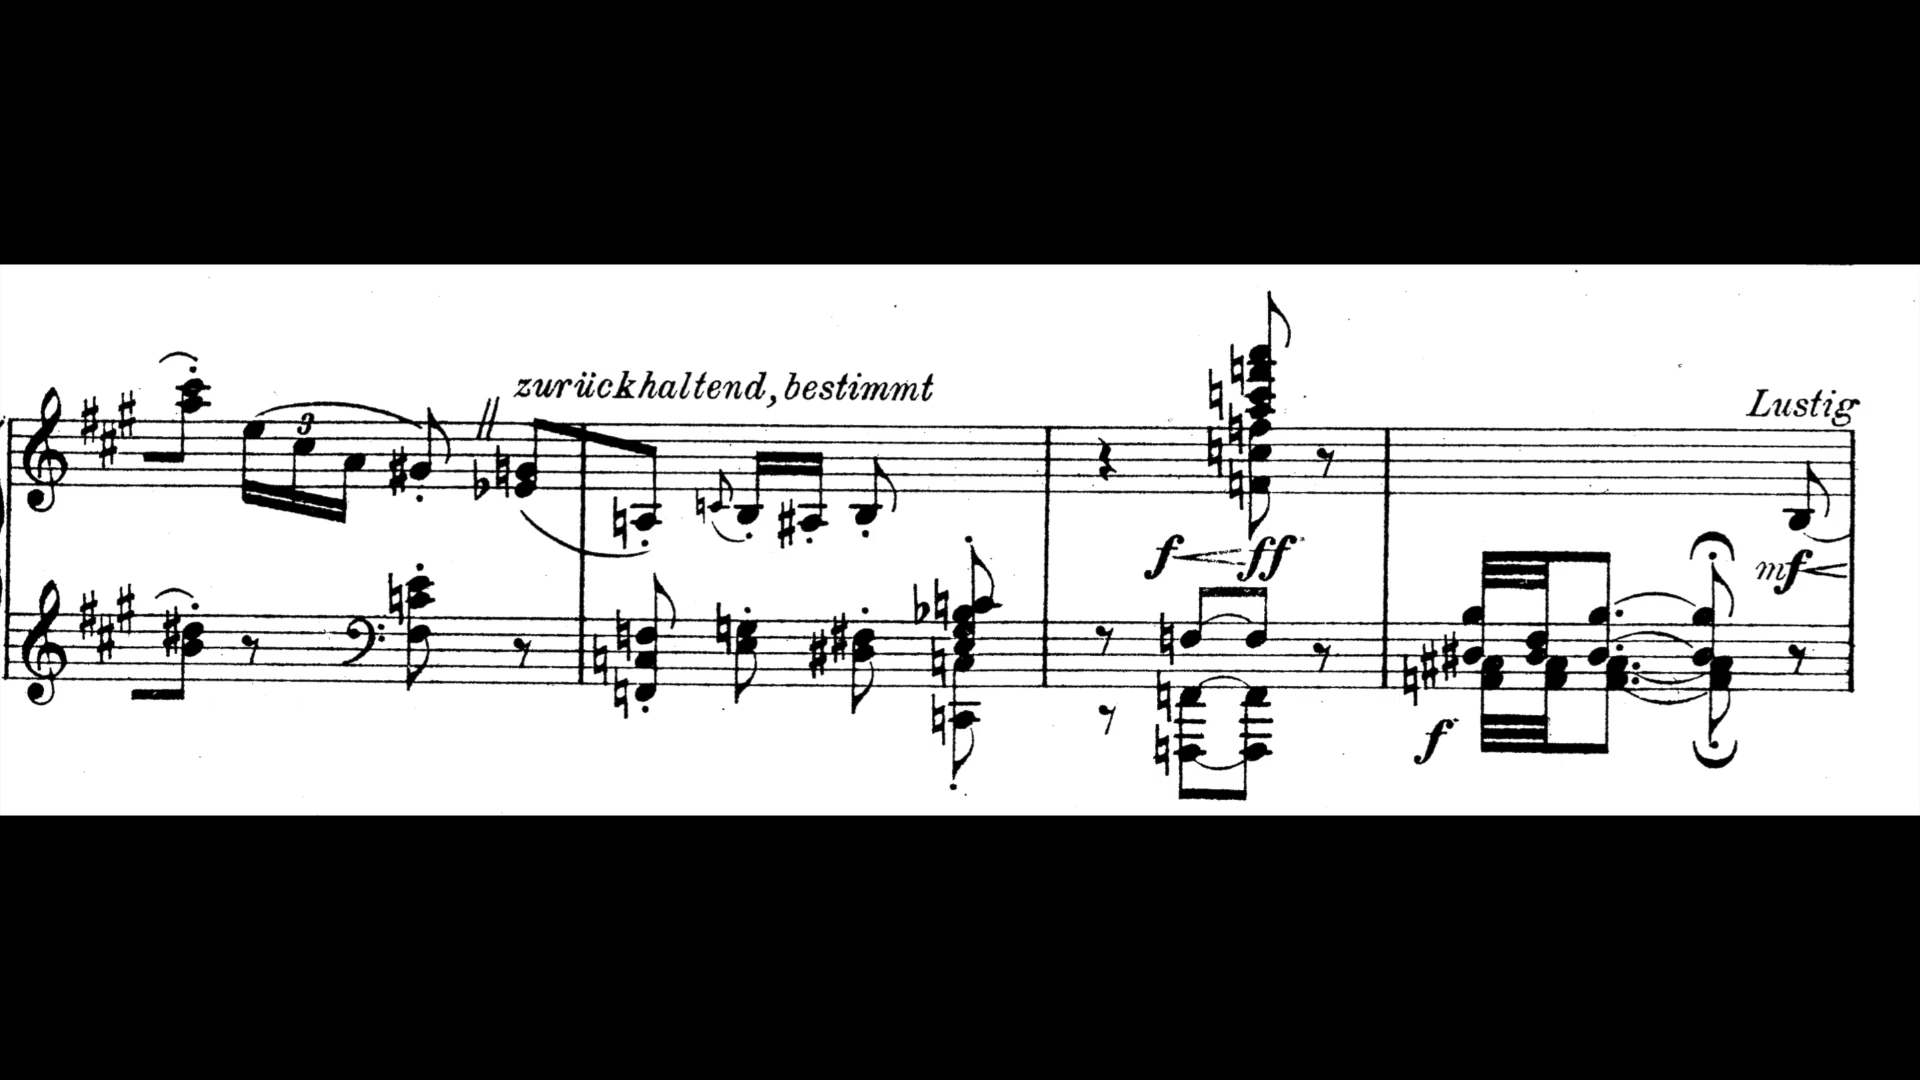 zurückhaltend, bestimmt
Lustig
3
f ff
mf
f